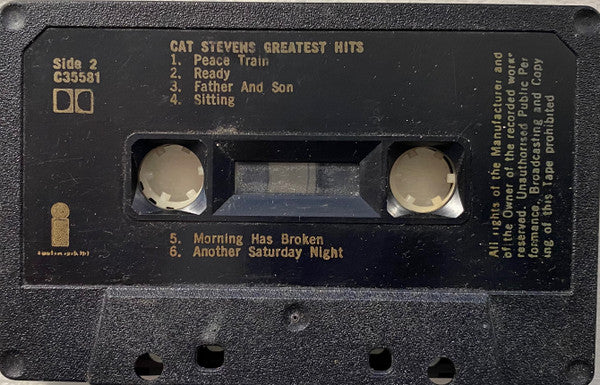 CAT STEVENS GREATEST HITS
Side 2
C35581
1. Peace Train
2. Ready
3. Father And Son
4. Sitting
5. Morning Has Broken
6. Another Saturday Night
All rights of the Manufacturer and
of the Owner of the recorded work
reserved. Unauthorised Public Per
formance, Broadcasting and Copy
ing of this Tape prohibited